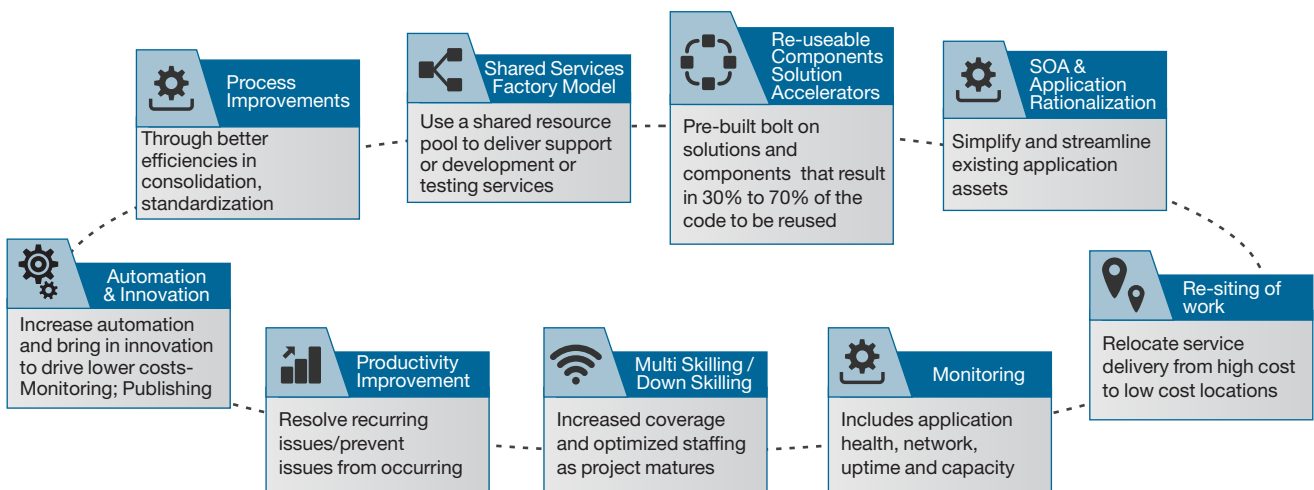 Process
Improvements
Through better
efficiencies in
consolidation,
standardization
Shared Services
Factory Model
Use a shared resource
pool to deliver support
or development or
testing services
Re-useable
Components
Solution
Accelerators
Pre-built bolt on
solutions and
components that result
in 30% to 70% of the
code to be reused
SOA &
Application
Rationalization
Simplify and streamline
existing application
assets
Automation
& Innovation
Increase automation
and bring in innovation
to drive lower costs-
Monitoring; Publishing
Productivity
Improvement
Resolve recurring
issues/prevent
issues from occurring
Multi Skilling /
Down Skilling
Increased coverage
and optimized staffing
as project matures
Monitoring
Includes application
health, network,
uptime and capacity
Re-siting of
work
Relocate service
delivery from high cost
to low cost locations